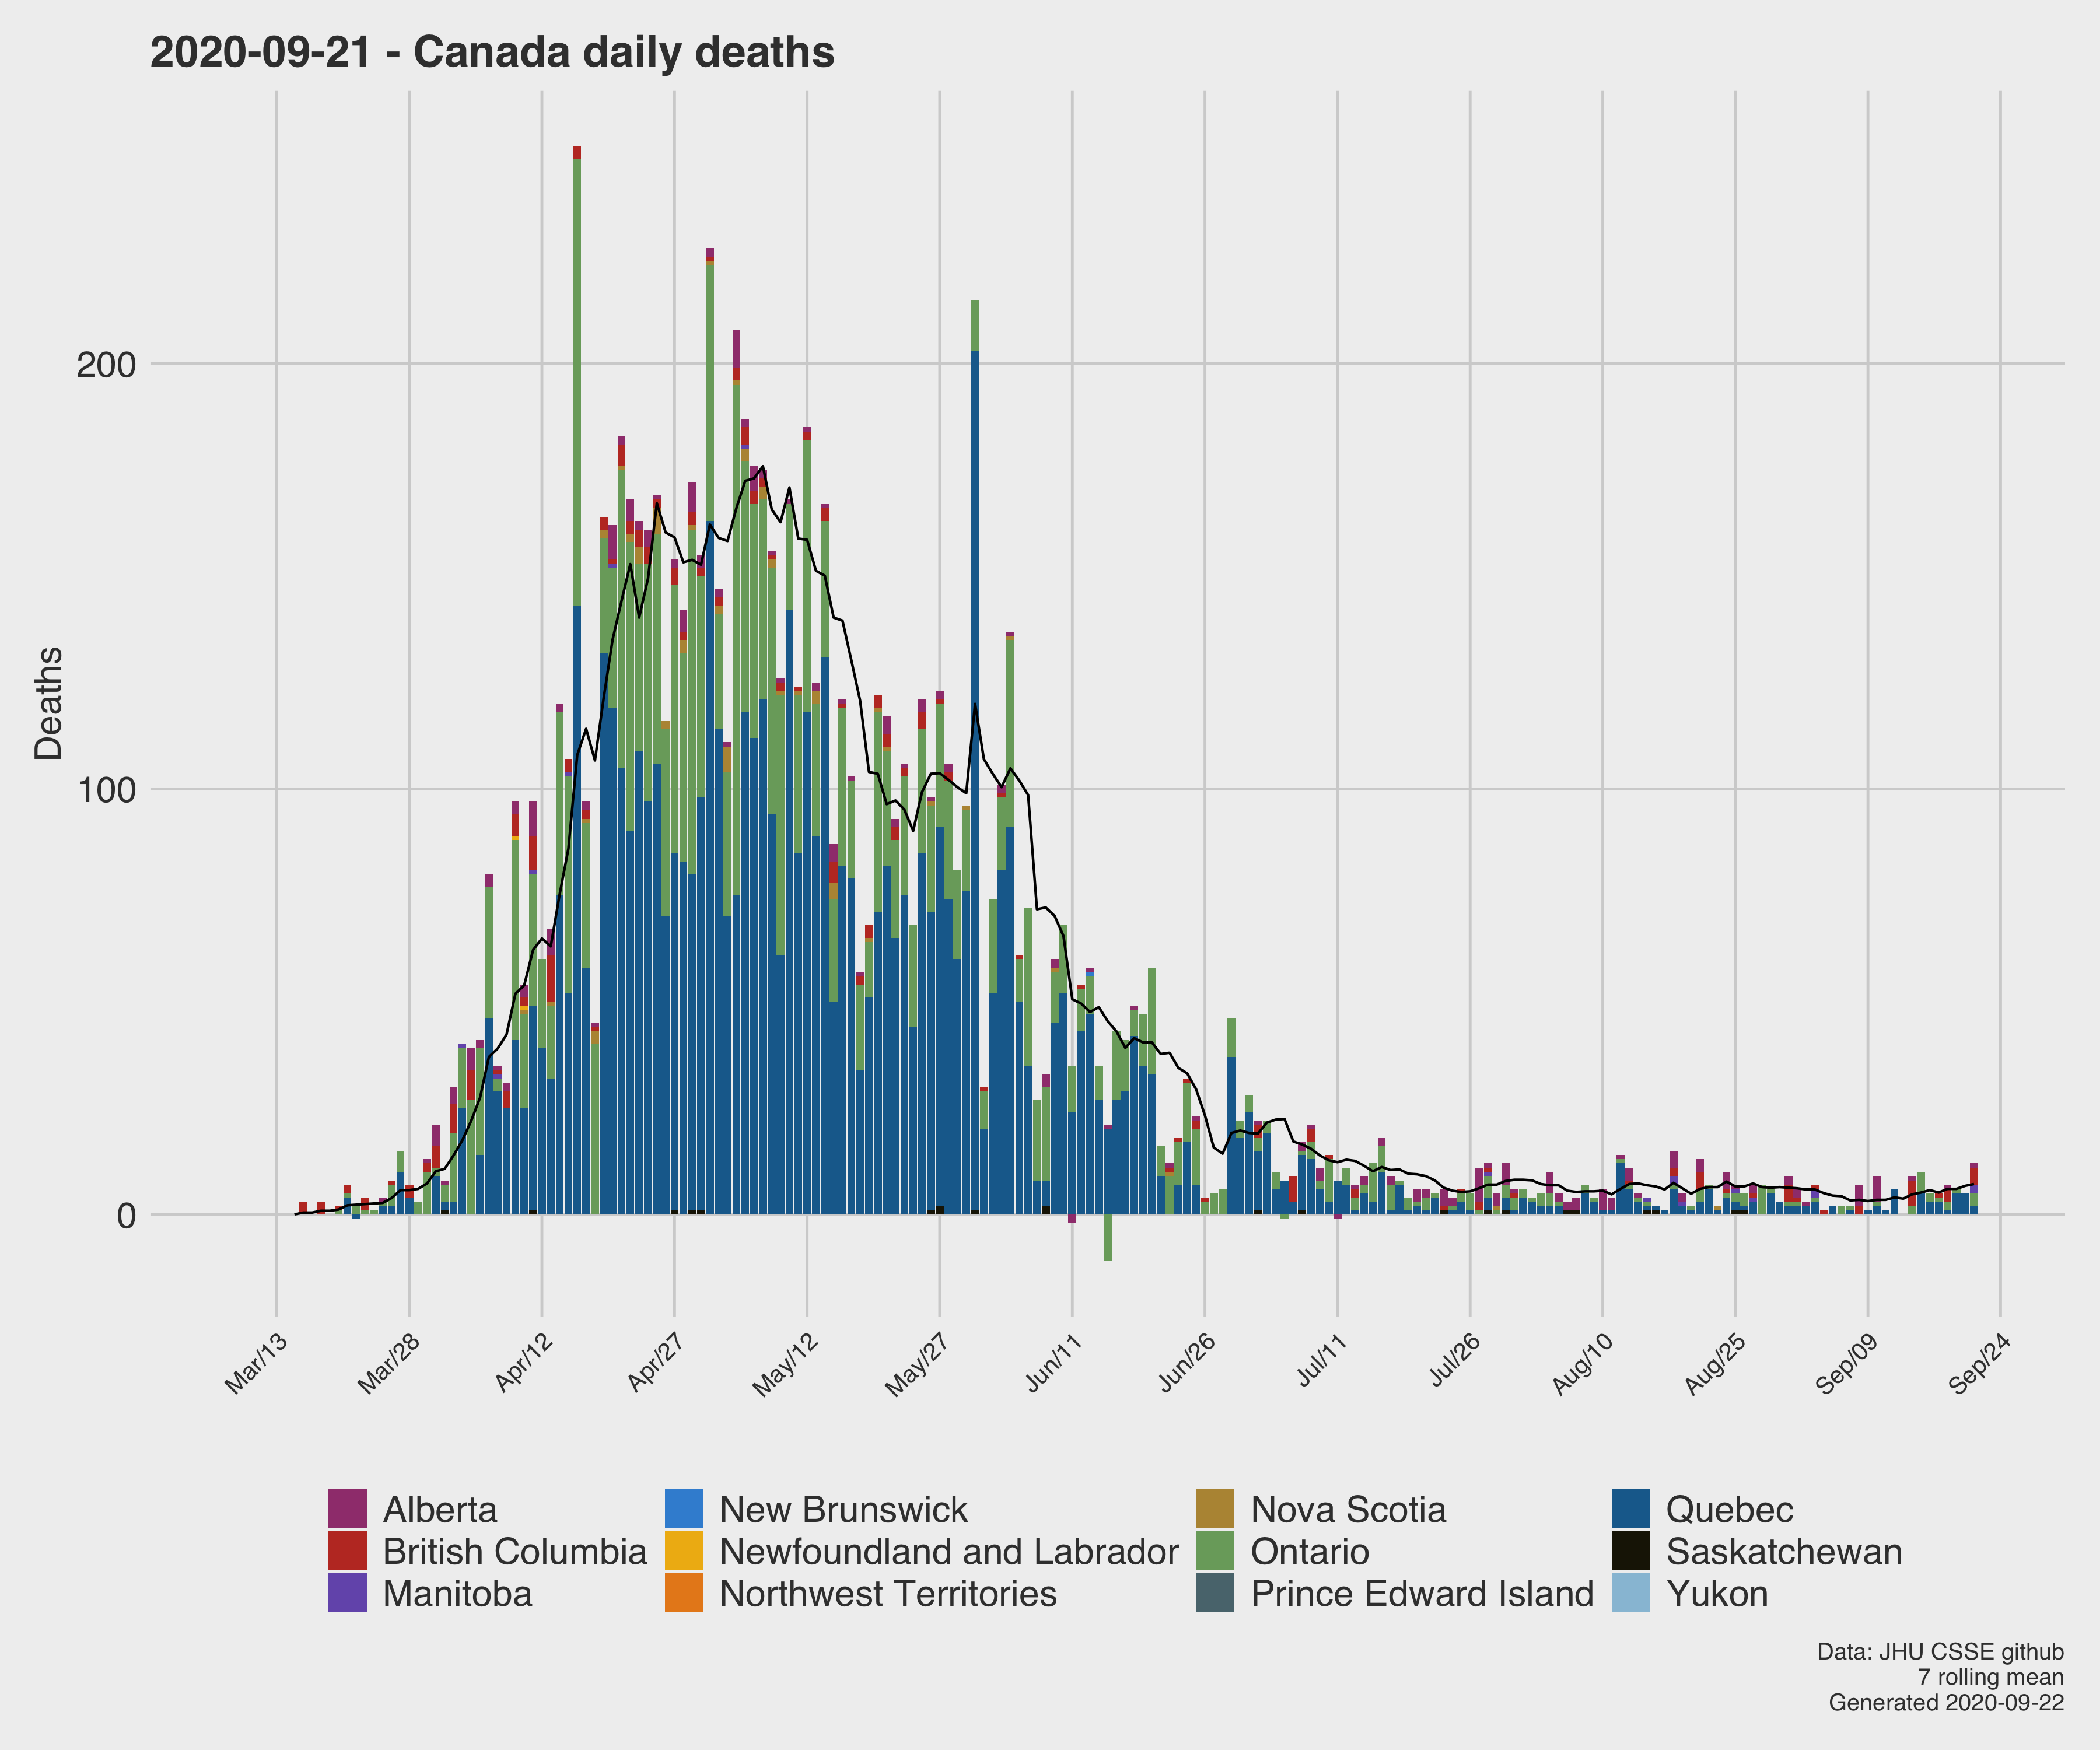 2020-09-21 - Canada daily deaths
Deaths
200
100
0
Mar/13
Mar/28
Apr/12
Apr/27
May/12
May/27
Jun/11
Jun/26
Jul/11
Jul/26
Aug/10
Aug/25
Sep/09
Sep/24
Alberta
British Columbia
Manitoba
New Brunswick
Newfoundland and Labrador
Northwest Territories
Nova Scotia
Ontario
Prince Edward Island
Quebec
Saskatchewan
Yukon
Data: JHU CSSE github
7 rolling mean
Generated 2020-09-22